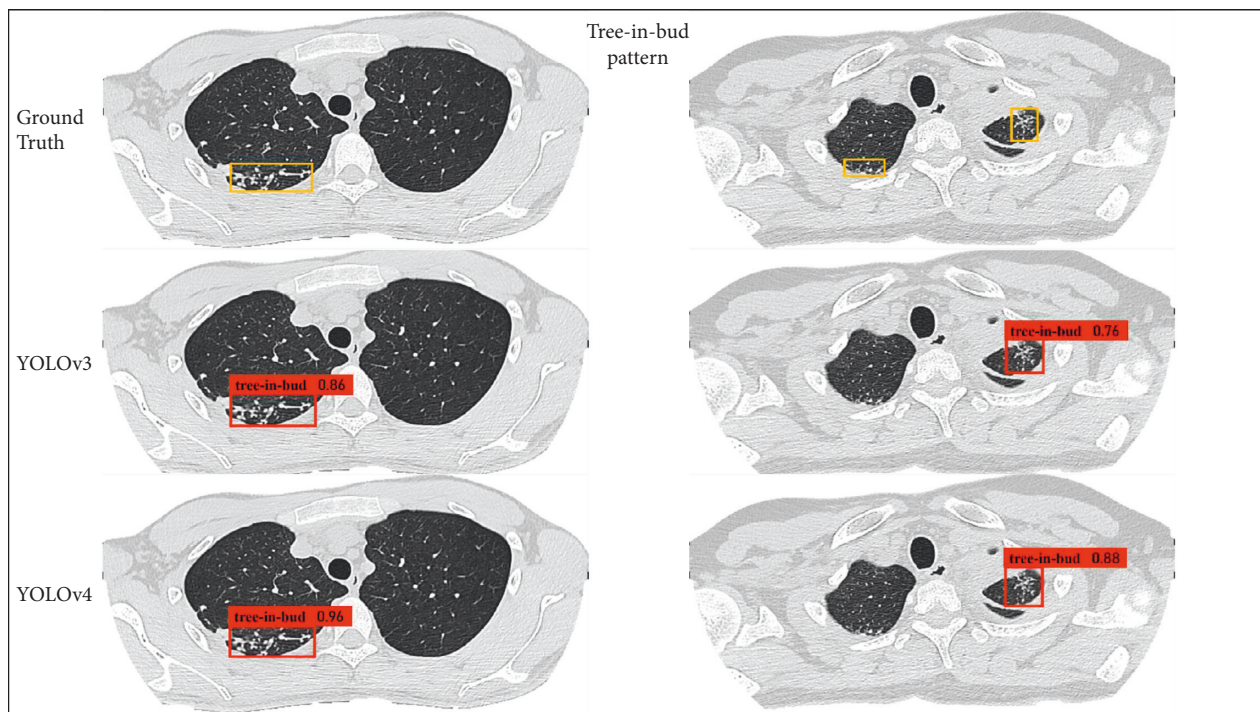 Tree-in-bud
pattern
Ground
Truth
YOLOv3
tree-in-bud 0.86
tree-in-bud 0.76
YOLOv4
tree-in-bud 0.96
tree-in-bud 0.88